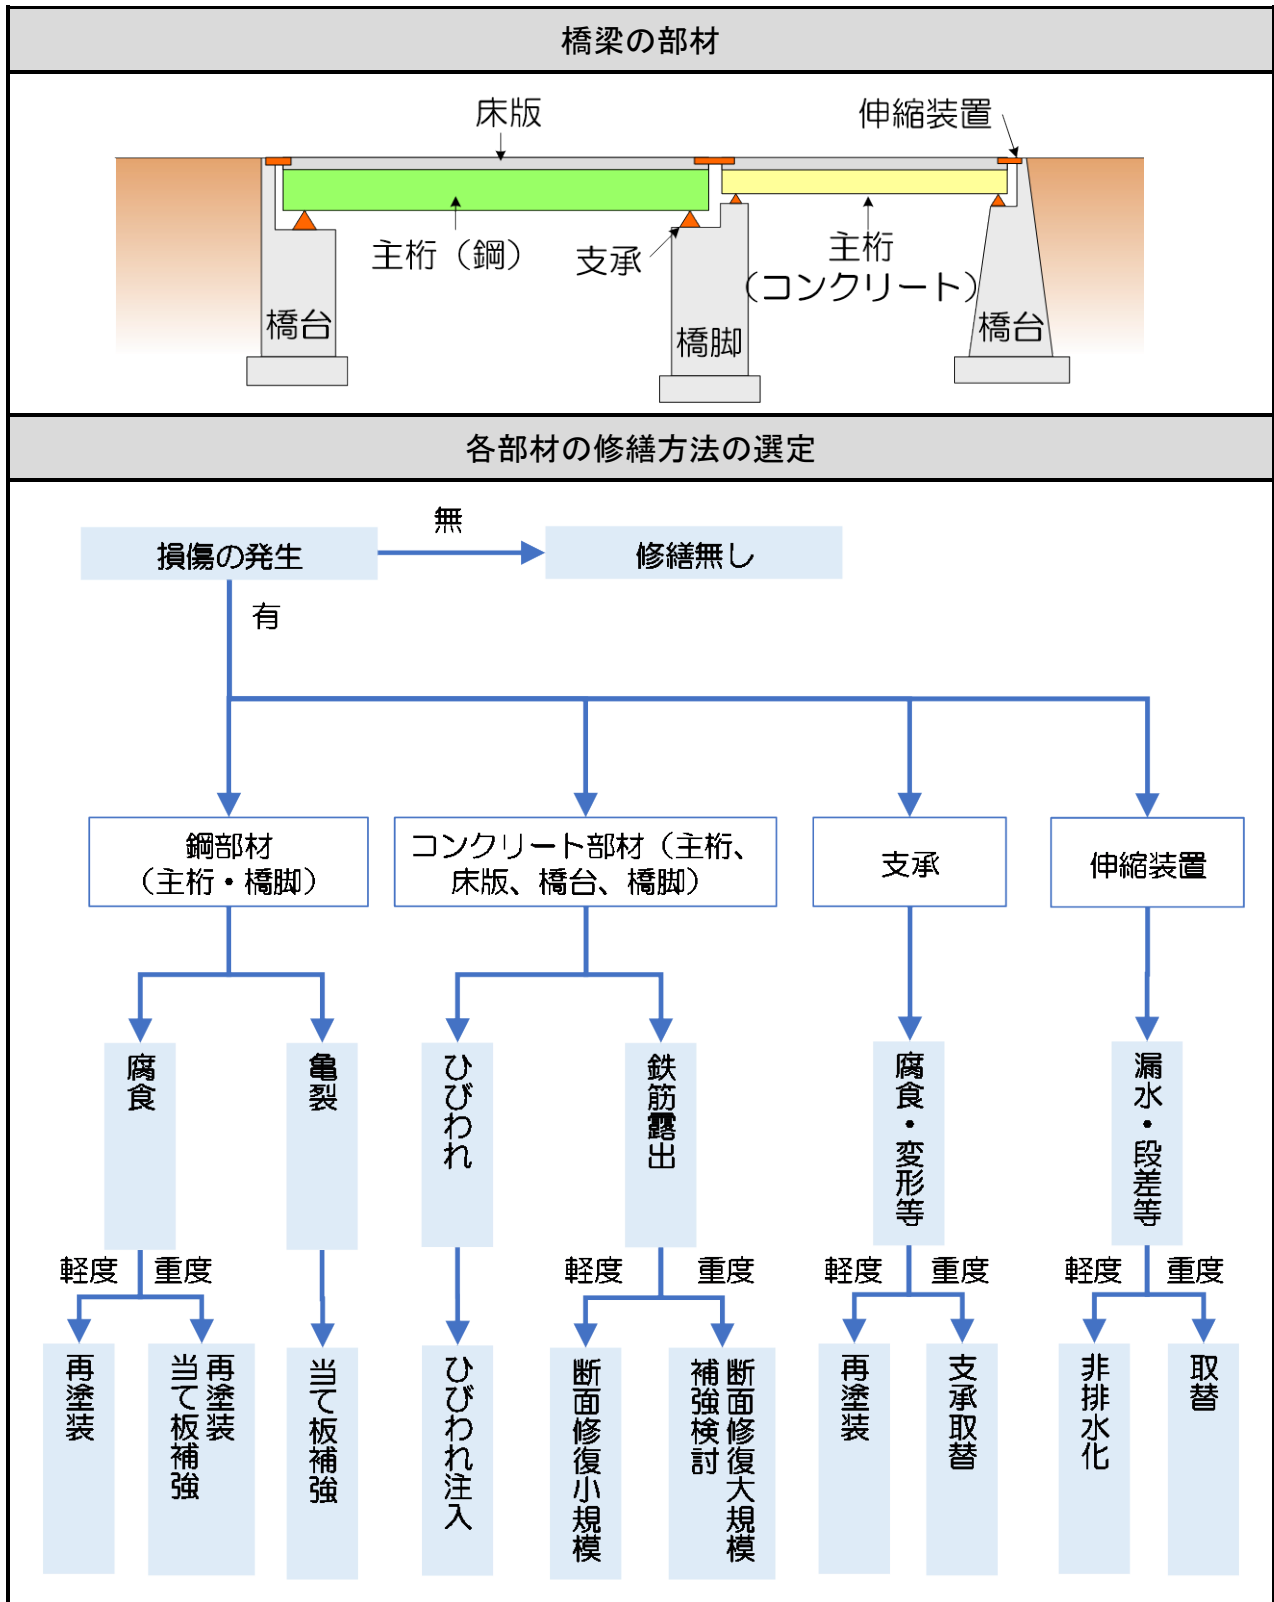 橋梁の部材
床版
伸縮装置
主桁（鋼）
支承
主桁
（コンクリート）
橋台
橋脚
橋台
各部材の修繕方法の選定
損傷の発生
無
修繕無し
有
鋼部材
（主桁・橋脚）
コンクリート部材（主桁、
床版、橋台、橋脚）
支承
伸縮装置
腐食
亀裂
ひびわれ
鉄筋露出
腐食・変形等
漏水・段差等
軽度
重度
軽度
重度
軽度
重度
軽度
重度
再塗装
再塗装
当て板補強
当て板補強
ひびわれ注入
断面修復小規模
断面修復大規模
補強検討
再塗装
支承取替
非排水化
取替